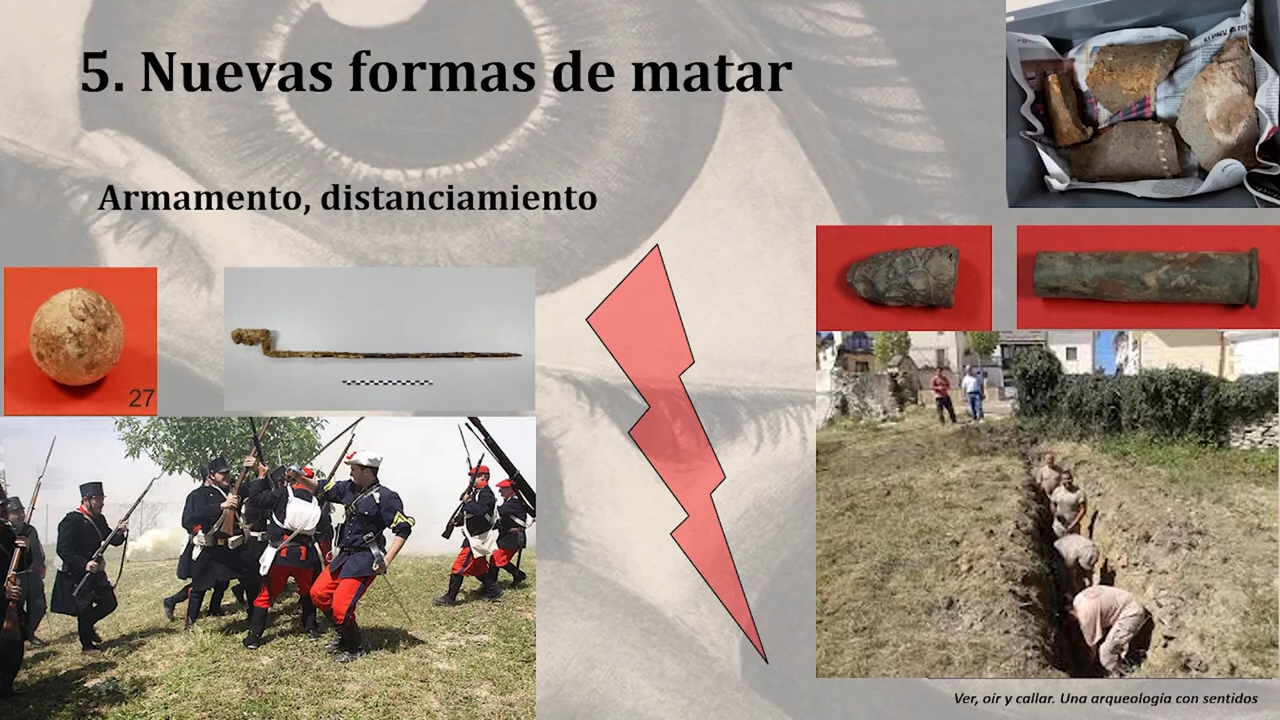 5. Nuevas formas de matar
Armamento, distanciamiento
27
Ver, oír y callar. Una arqueología con sentidos